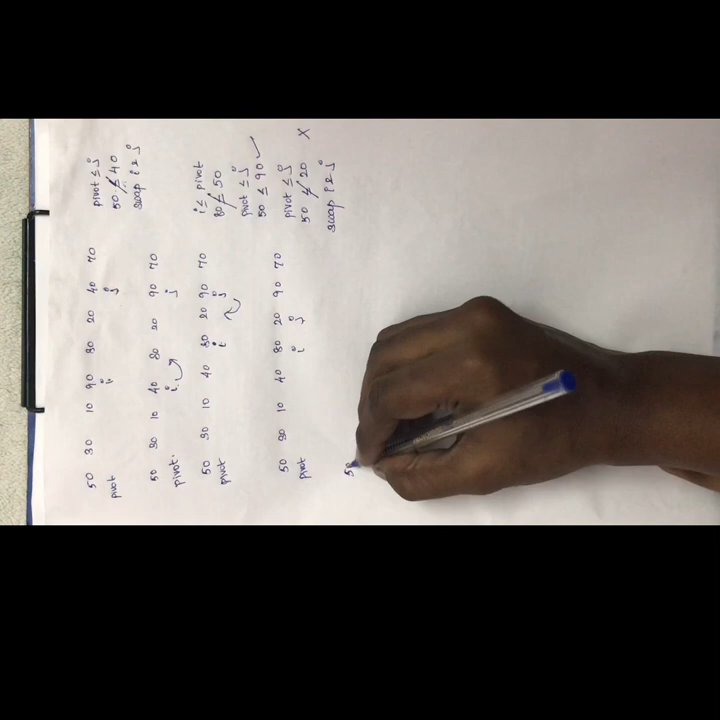 50 30 10 90 80 20 40 70 pivot ≤ j
pivot i j 50 ≰ 40
swap i & j
50 30 10 40 80 20 90 70
pivot. i j
50 30 10 40 80 20 90 70 i ≤ pivot
pivot i j 80 ≰ 50
pivot ≤ j
50 ≤ 90 ✓
50 30 10 40 80 20 90 70 pivot ≤ j
pivot i j 50 ≰ 20 X
swap i & j
50